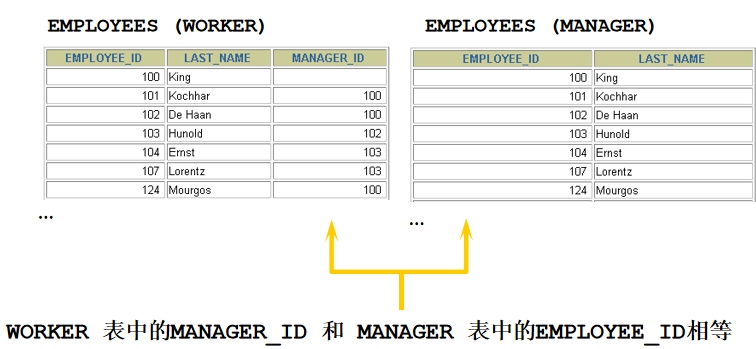 EMPLOYEES (WORKER)
EMPLOYEES (MANAGER)
EMPLOYEE_ID LAST_NAME MANAGER_ID
100 King
101 Kochhar 100
102 De Haan 100
103 Hunold 102
104 Ernst 103
107 Lorentz 103
124 Mourgos 100
...
EMPLOYEE_ID LAST_NAME
100 King
101 Kochhar
102 De Haan
103 Hunold
104 Ernst
107 Lorentz
124 Mourgos
...
WORKER 表中的MANAGER_ID 和 MANAGER 表中的EMPLOYEE_ID相等